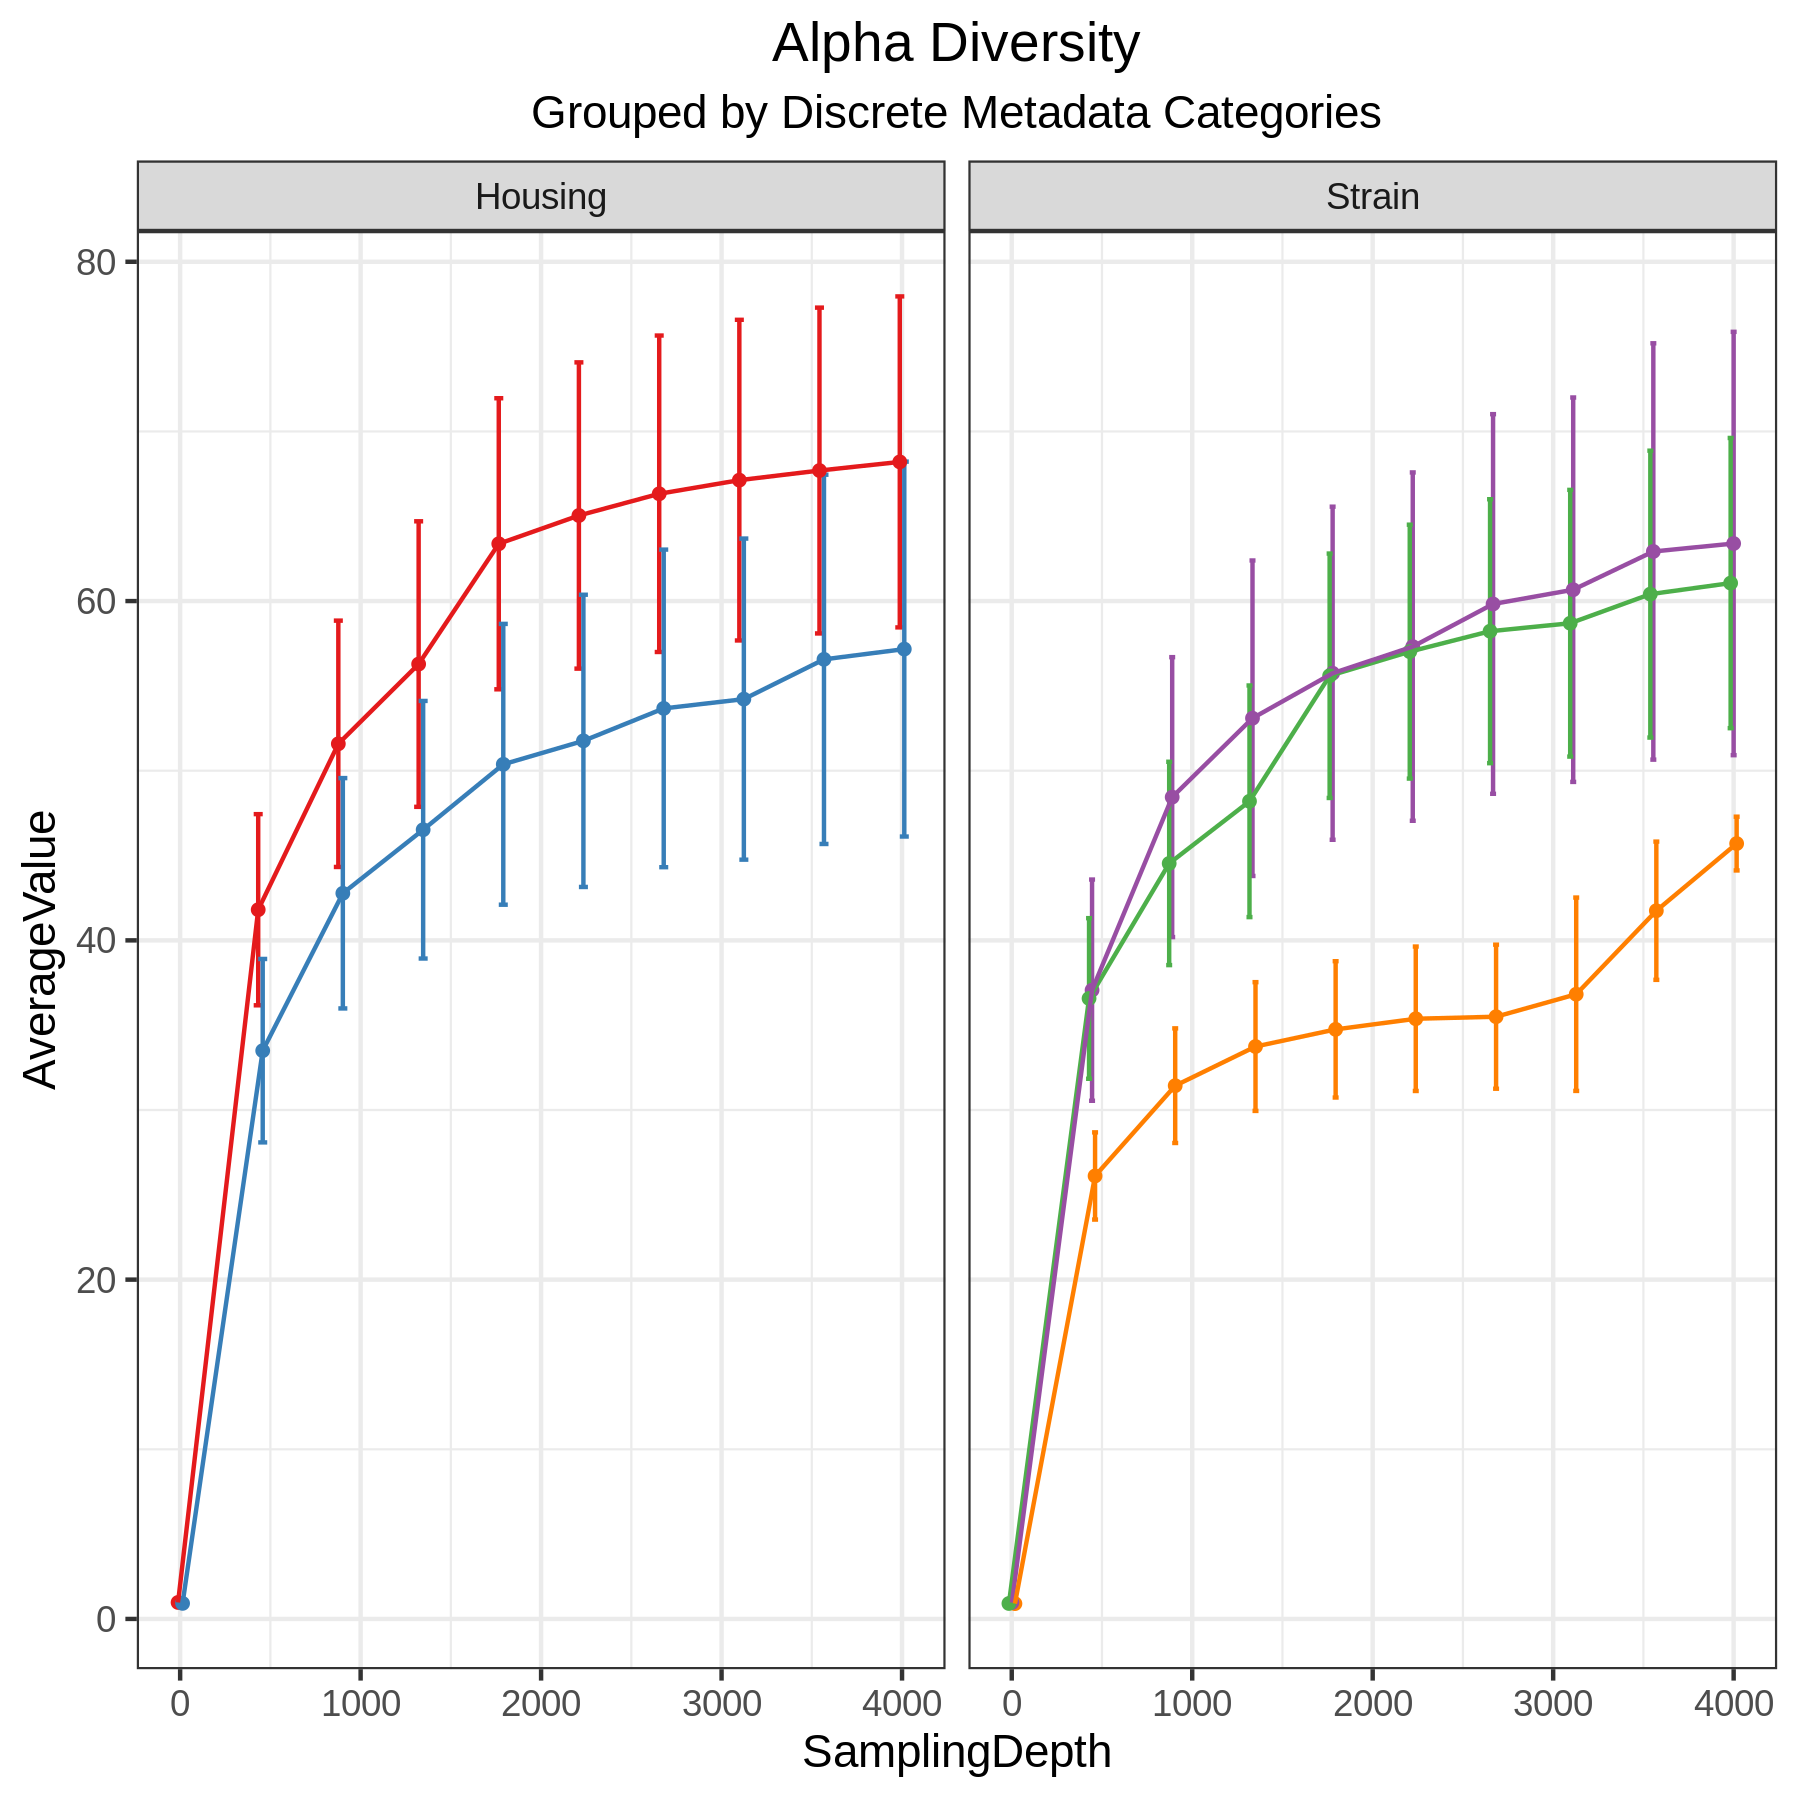 Alpha Diversity
Grouped by Discrete Metadata Categories
Housing
Strain
AverageValue
80
60
40
20
0
0 1000 2000 3000 4000
0 1000 2000 3000 4000
SamplingDepth